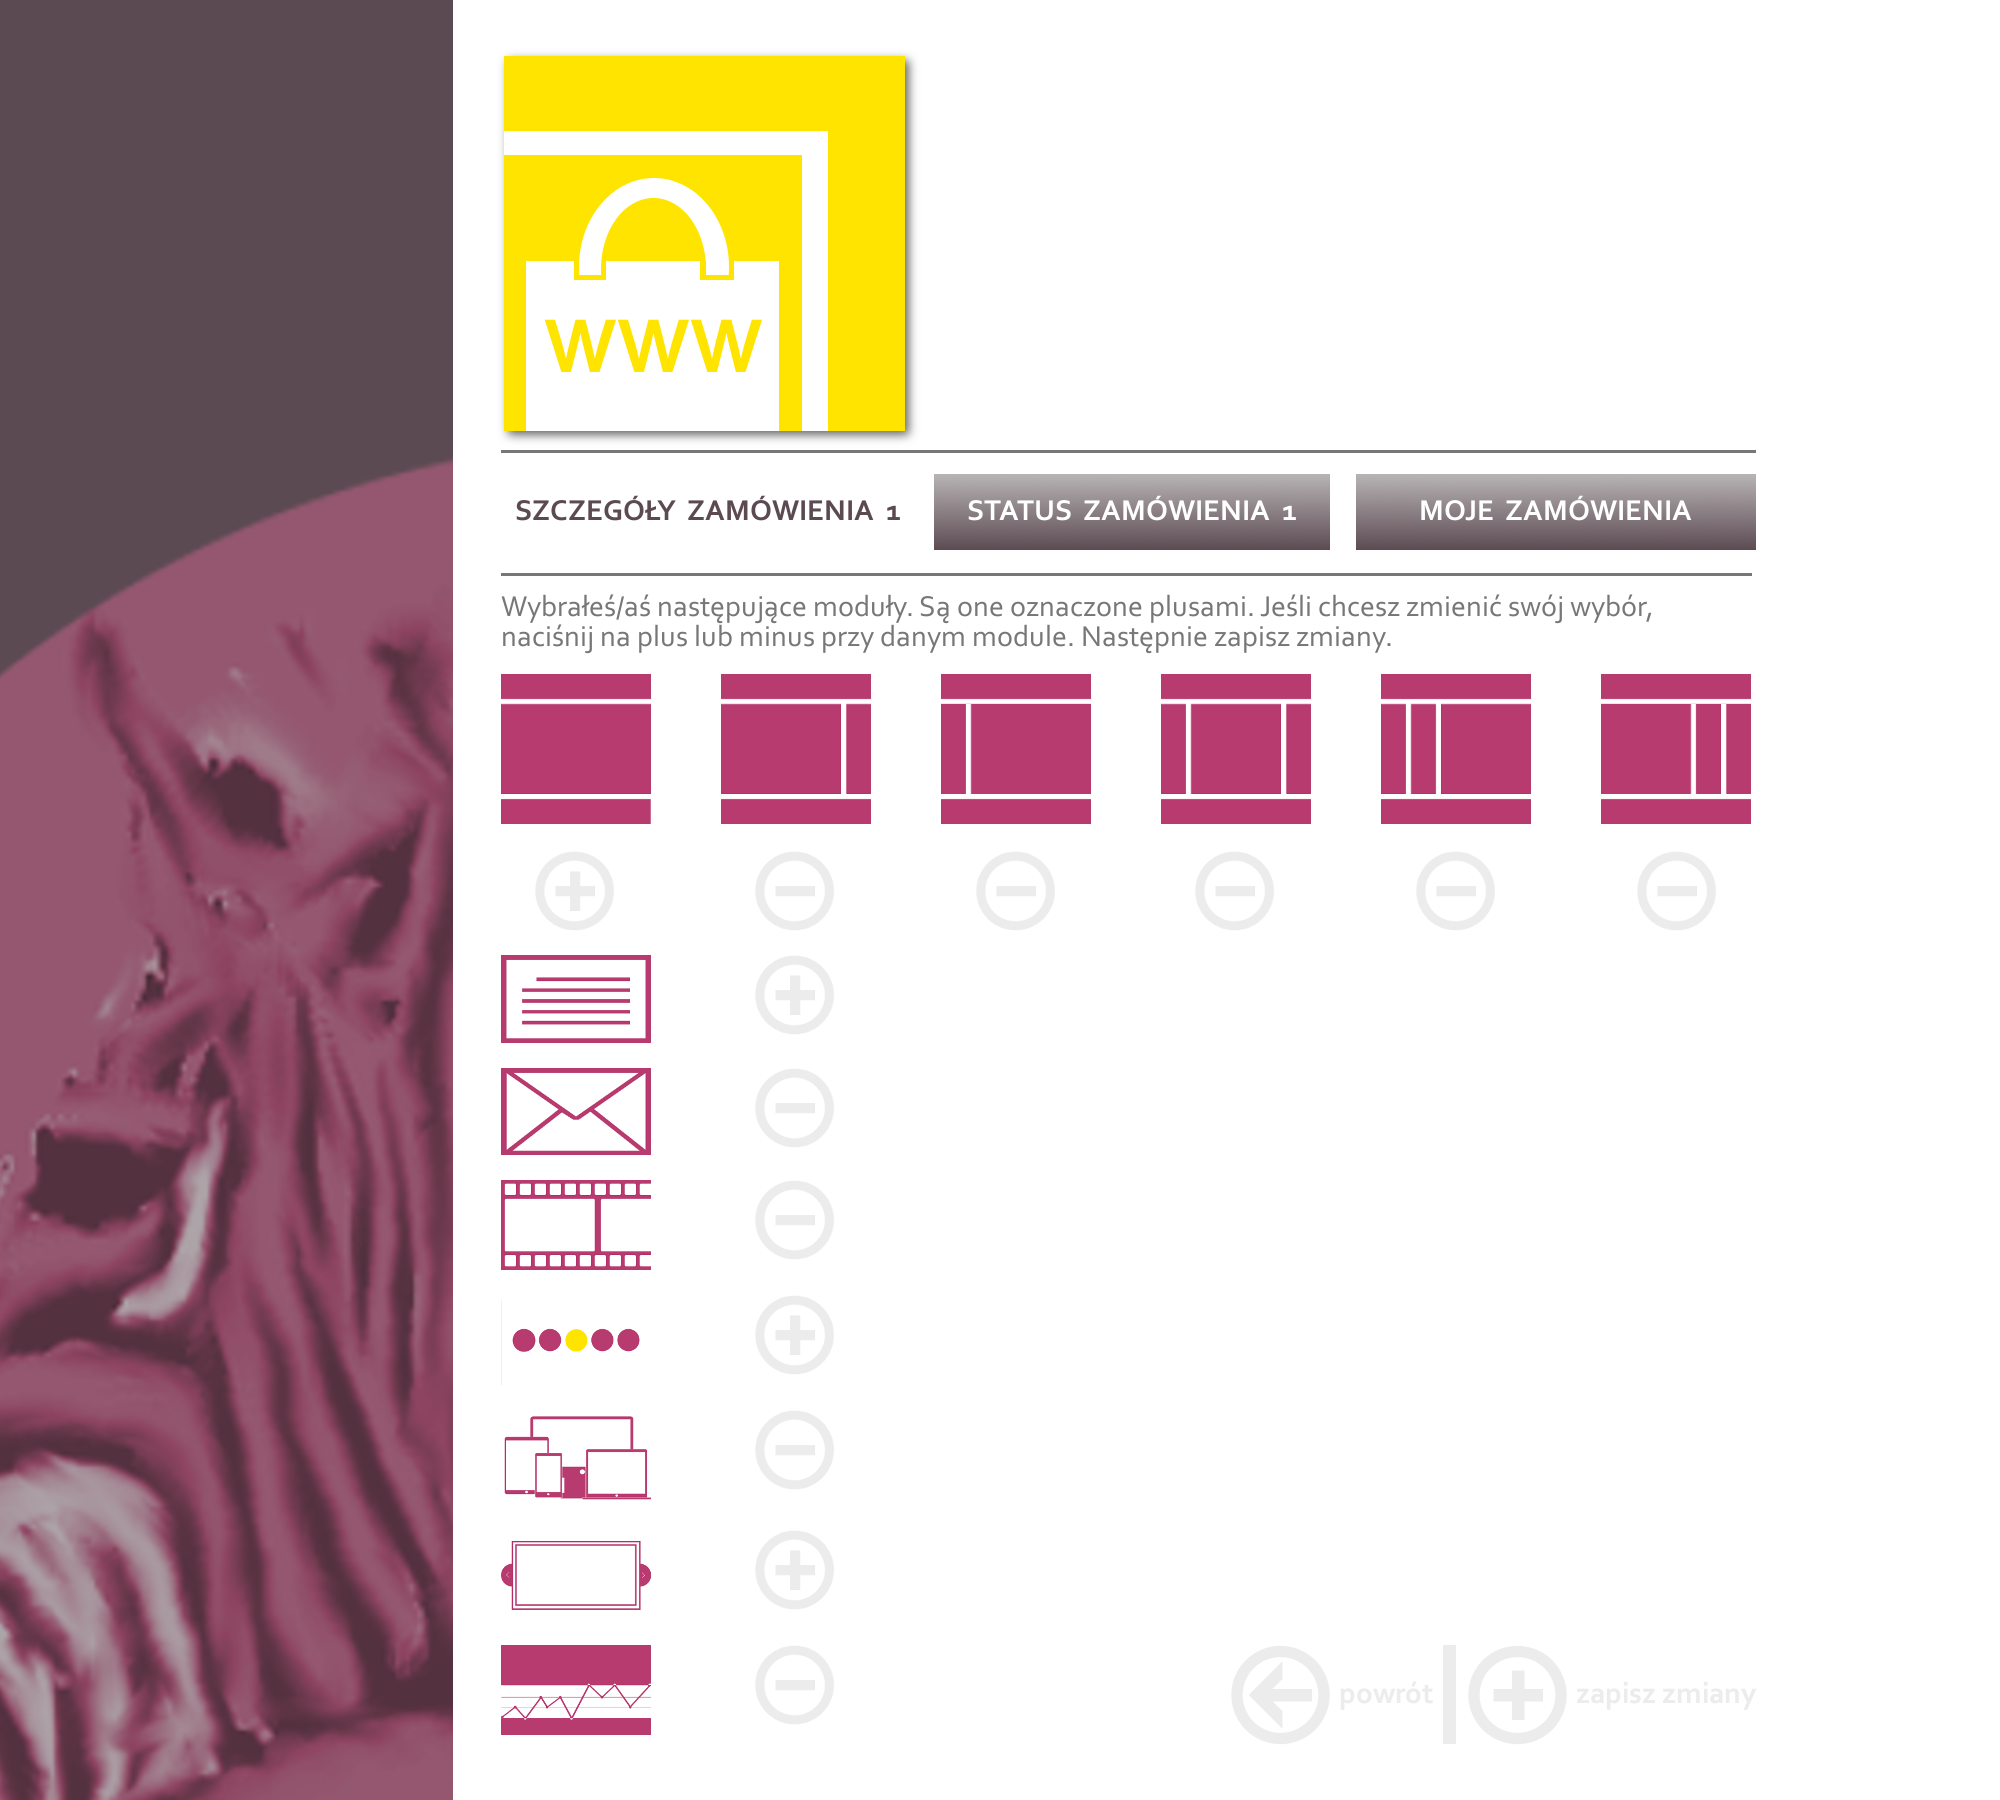 WWW
SZCZEGÓŁY ZAMÓWIENIA 1
STATUS ZAMÓWIENIA 1
MOJE ZAMÓWIENIA
Wybrałeś/aś następujące moduły. Są one oznaczone plusami. Jeśli chcesz zmienić swój wybór,
naciśnij na plus lub minus przy danym module. Następnie zapisz zmiany.
powrót
zapisz zmiany